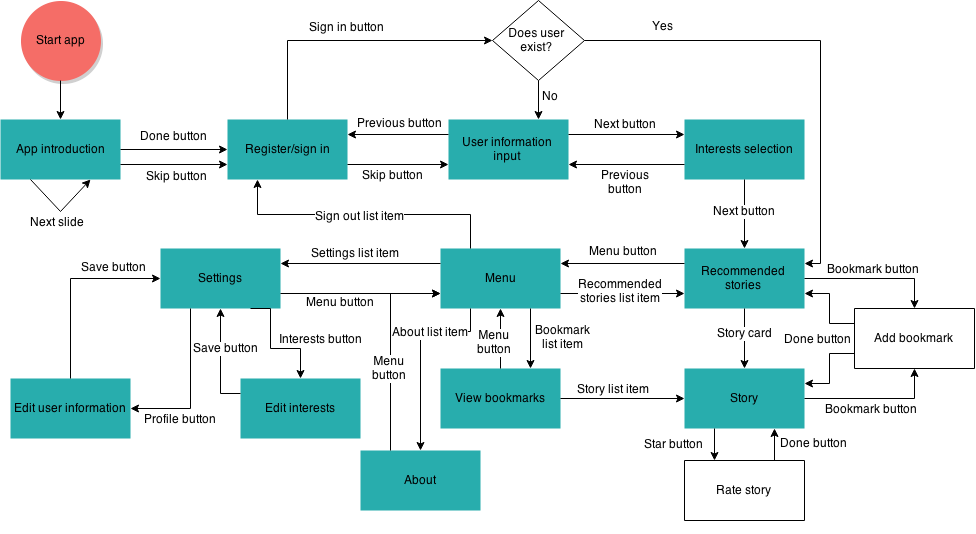 Start app
Sign in button
Does user
exist?
Yes
No
App introduction
Done button
Skip button
Next slide
Register/sign in
Previous button
Skip button
User information
input
Next button
Previous
button
Interests selection
Next button
Sign out list item
Save button
Settings
Settings list item
Menu button
Menu
Menu button
Recommended
stories list item
Recommended
stories
Bookmark button
Save button
Interests button
About list item
Menu
button
Menu
button
Bookmark
list item
Story card
Done button
Add bookmark
Edit user information
Profile button
Edit interests
View bookmarks
Story list item
Story
Bookmark button
About
Star button
Done button
Rate story